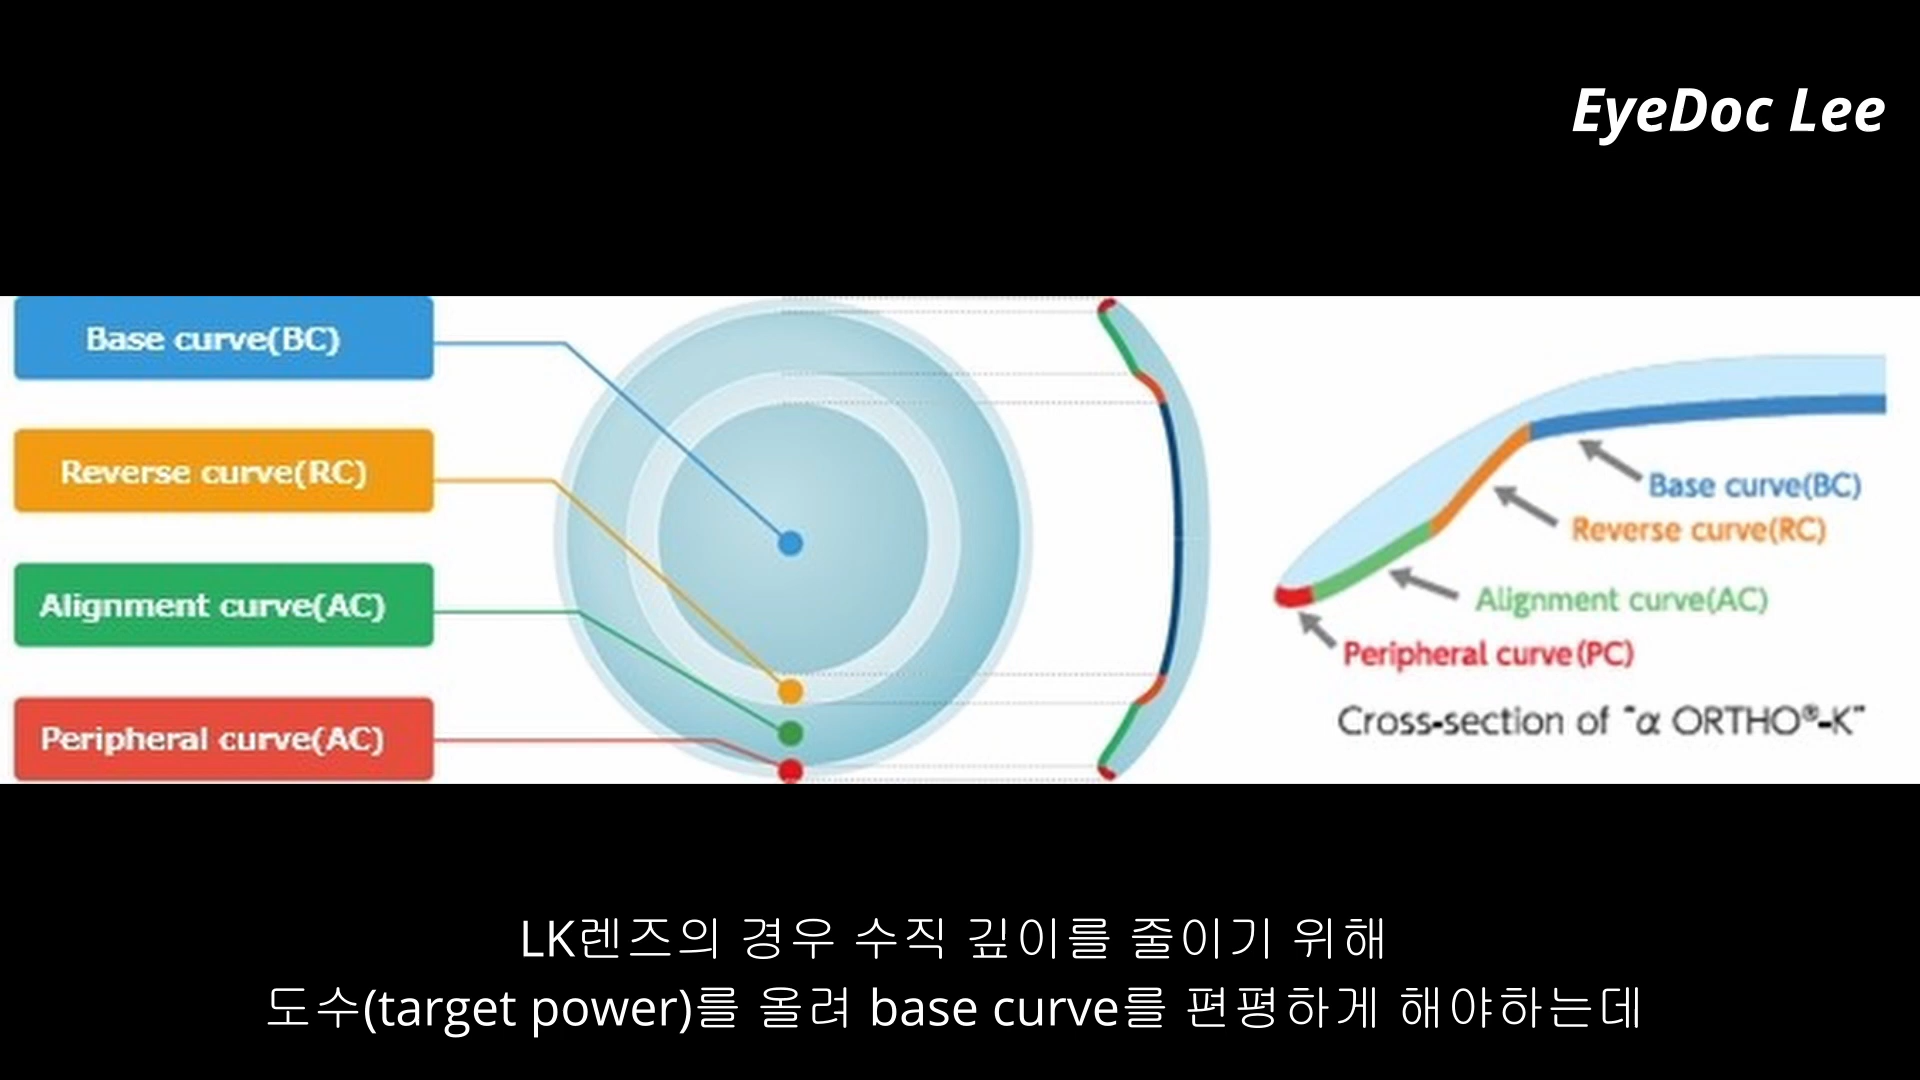 EyeDoc Lee
Base curve(BC)
Reverse curve(RC)
Alignment curve(AC)
Peripheral curve(AC)
Base curve(BC)
Reverse curve(RC)
Alignment curve(AC)
Peripheral curve(PC)
Cross-section of "α ORTHO®-K"
LK렌즈의 경우 수직 깊이를 줄이기 위해
도수(target power)를 올려 base curve를 편평하게 해야하는데